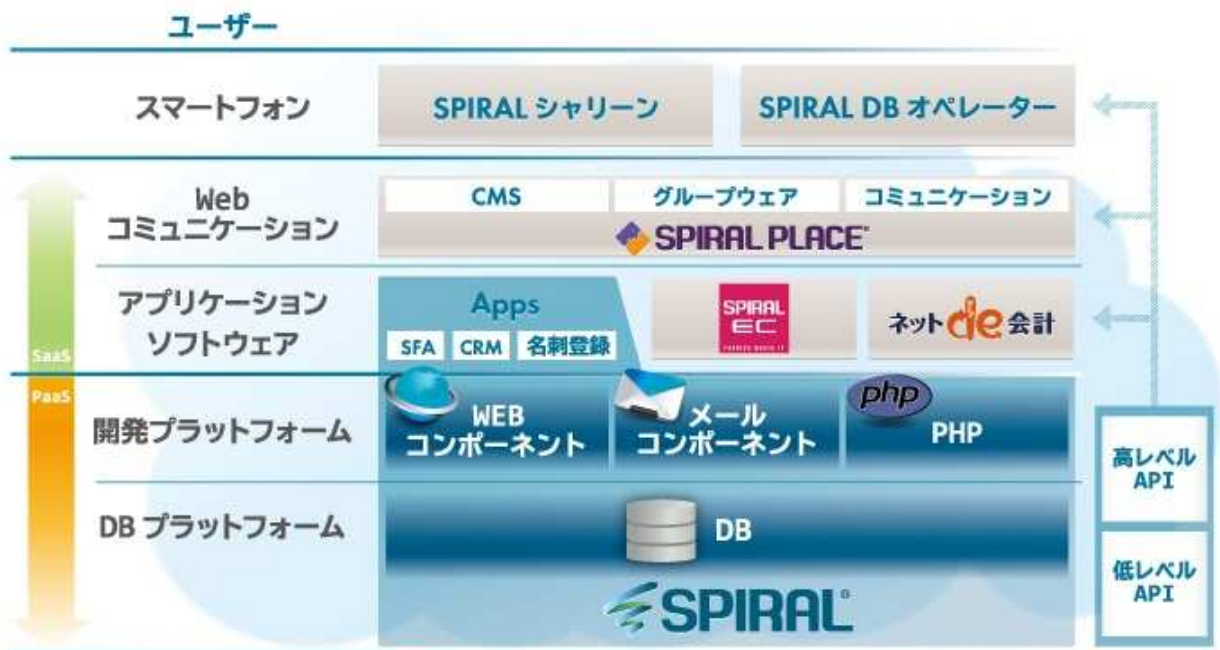 ユーザー
スマートフォン
SPIRAL シャリーン
SPIRAL DB オペレーター
Web
コミュニケーション
CMS
グループウェア
コミュニケーション
SPIRAL PLACE
アプリケーション
ソフトウェア
Apps
SFA
CRM
名刺登録
SPIRAL
EC
ネットde会計
SaaS
PaaS
開発プラットフォーム
WEB
コンポーネント
メール
コンポーネント
php
PHP
高レベル
API
DB プラットフォーム
DB
低レベル
API
SPIRAL®